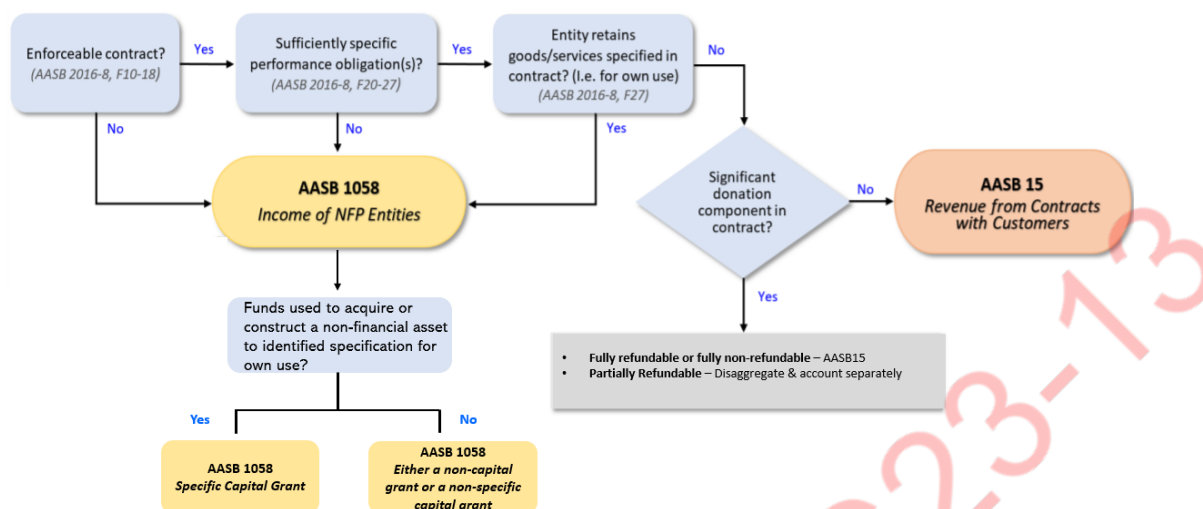 Enforceable contract?
(AASB 2016-8, F10-18)
Yes
Sufficiently specific
performance obligation(s)?
(AASB 2016-8, F20-27)
Yes
Entity retains
goods/services specified in
contract? (I.e. for own use)
(AASB 2016-8, F27)
No
No
No
Yes
AASB 1058
Income of NFP Entities
Significant
donation
component in
contract?
No
AASB 15
Revenue from Contracts
with Customers
Yes
Funds used to acquire or
construct a non-financial asset
to identified specification for
own use?
• Fully refundable or fully non-refundable – AASB15
• Partially Refundable – Disaggregate & account separately
Yes
No
AASB 1058
Specific Capital Grant
AASB 1058
Either a non-capital
grant or a non-specific
capital grant
23-13